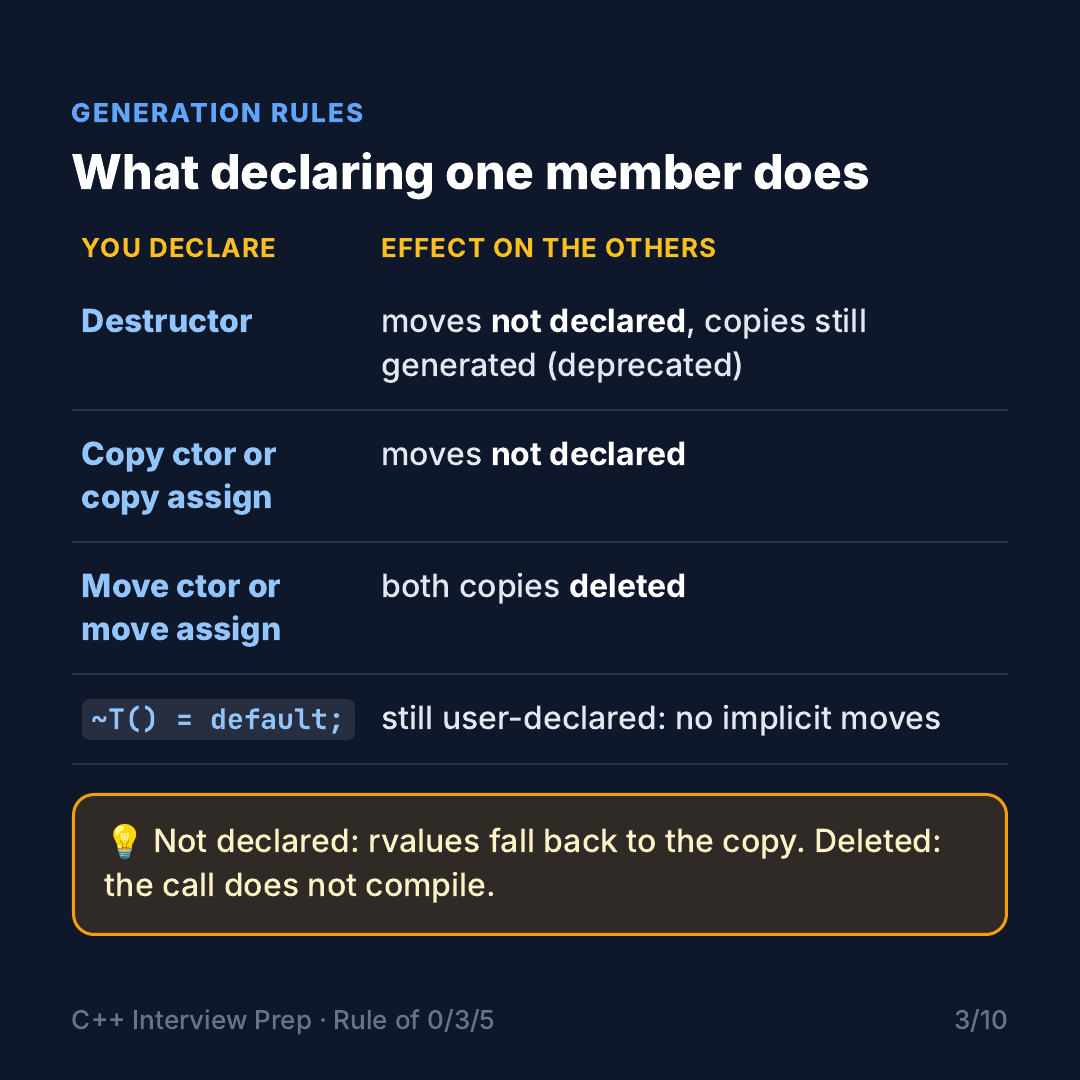 GENERATION RULES
What declaring one member does
YOU DECLARE EFFECT ON THE OTHERS
Destructor moves not declared, copies still
generated (deprecated)
Copy ctor or moves not declared
copy assign
Move ctor or both copies deleted
move assign
~T() = default; still user-declared: no implicit moves
💡 Not declared: rvalues fall back to the copy. Deleted:
the call does not compile.
C++ Interview Prep · Rule of 0/3/5 3/10